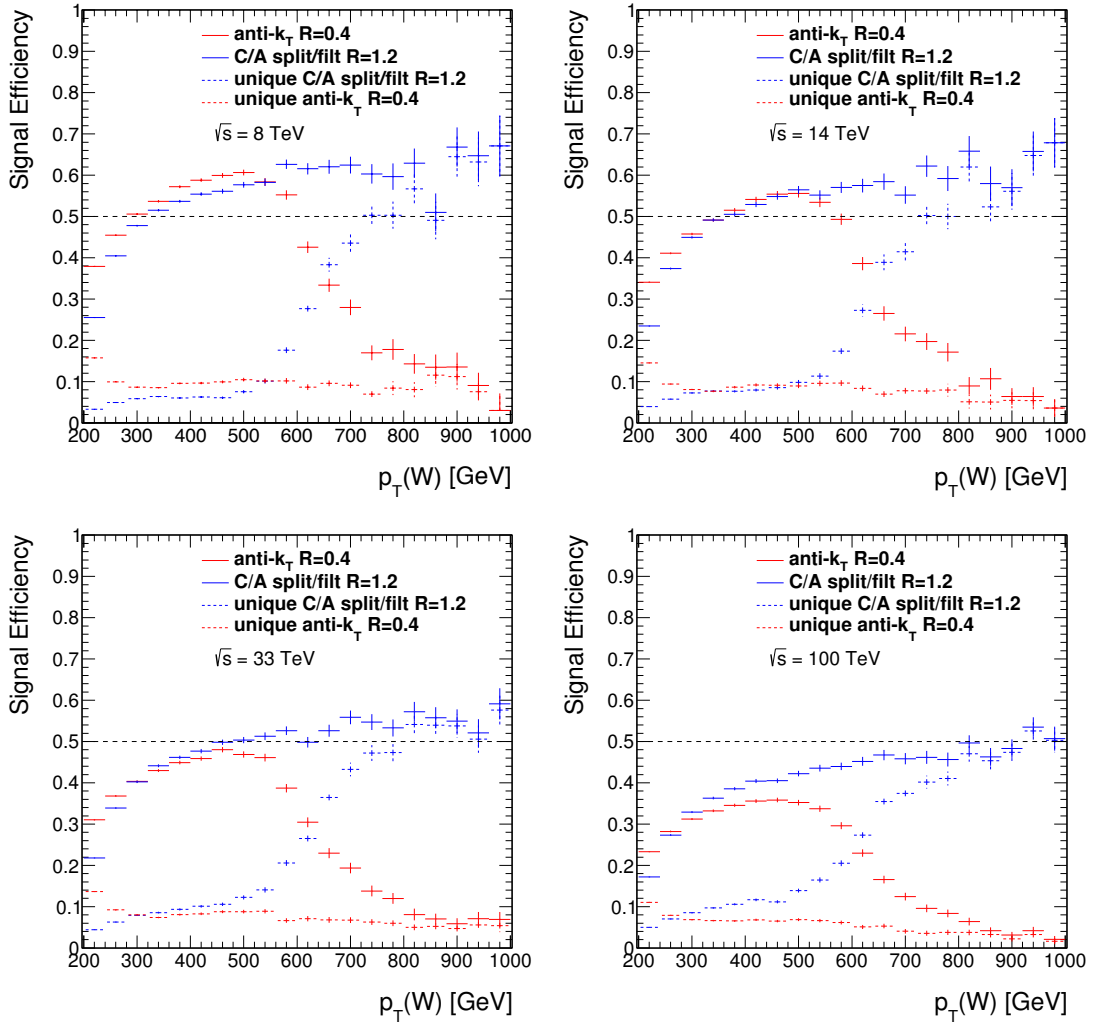 Signal Efficiency
1
0.9
0.8
0.7
0.6
0.5
0.4
0.3
0.2
0.1
0
anti-k_T R=0.4
C/A split/filt R=1.2
unique C/A split/filt R=1.2
unique anti-k_T R=0.4
√s = 8 TeV
200 300 400 500 600 700 800 900 1000
p_T(W) [GeV]
Signal Efficiency
1
0.9
0.8
0.7
0.6
0.5
0.4
0.3
0.2
0.1
0
anti-k_T R=0.4
C/A split/filt R=1.2
unique C/A split/filt R=1.2
unique anti-k_T R=0.4
√s = 14 TeV
200 300 400 500 600 700 800 900 1000
p_T(W) [GeV]
Signal Efficiency
1
0.9
0.8
0.7
0.6
0.5
0.4
0.3
0.2
0.1
0
anti-k_T R=0.4
C/A split/filt R=1.2
unique C/A split/filt R=1.2
unique anti-k_T R=0.4
√s = 33 TeV
200 300 400 500 600 700 800 900 1000
p_T(W) [GeV]
Signal Efficiency
1
0.9
0.8
0.7
0.6
0.5
0.4
0.3
0.2
0.1
0
anti-k_T R=0.4
C/A split/filt R=1.2
unique C/A split/filt R=1.2
unique anti-k_T R=0.4
√s = 100 TeV
200 300 400 500 600 700 800 900 1000
p_T(W) [GeV]